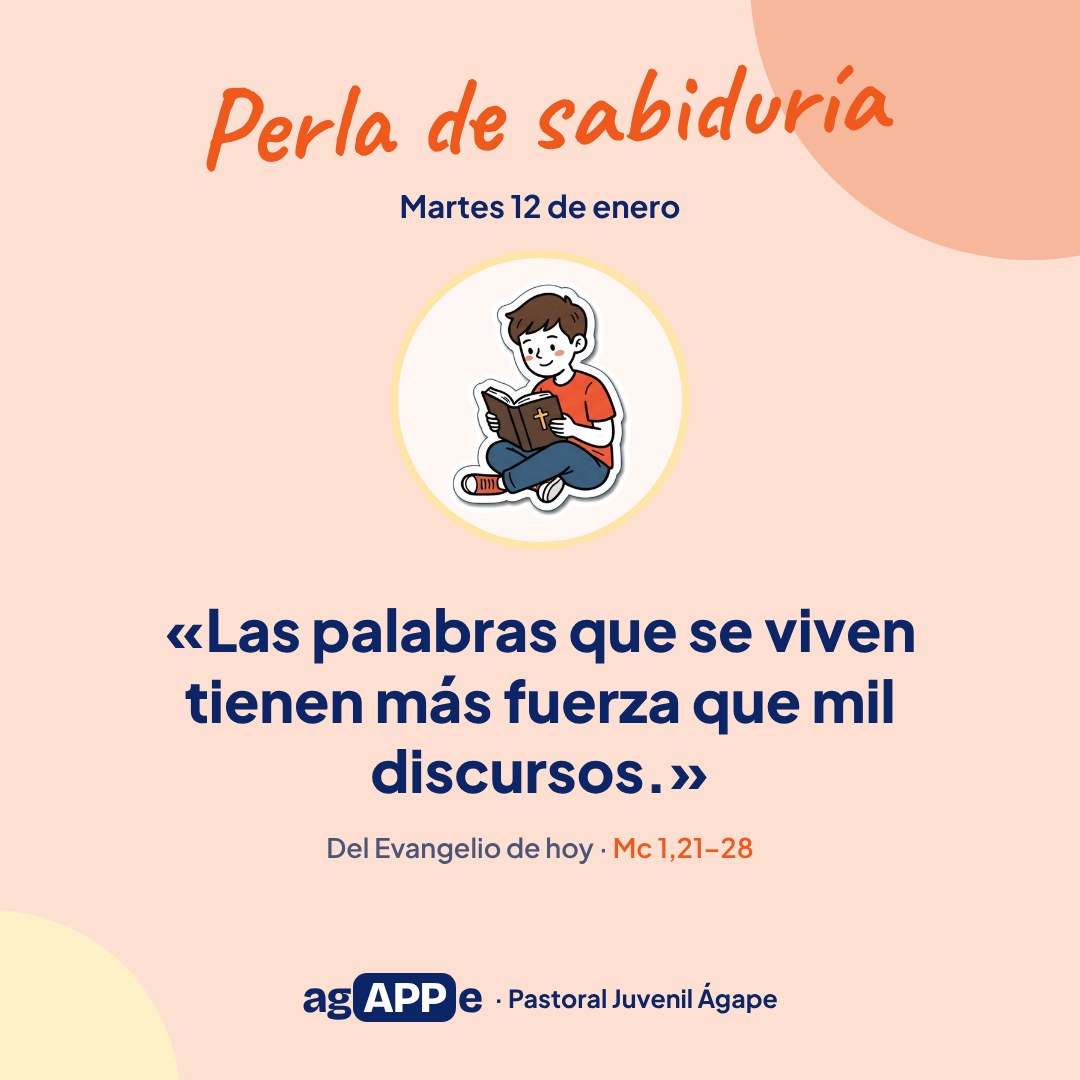 Perla de sabiduría
Martes 12 de enero
«Las palabras que se viven
tienen más fuerza que mil
discursos.»
Del Evangelio de hoy · Mc 1,21–28
agAPPe · Pastoral Juvenil Ágape